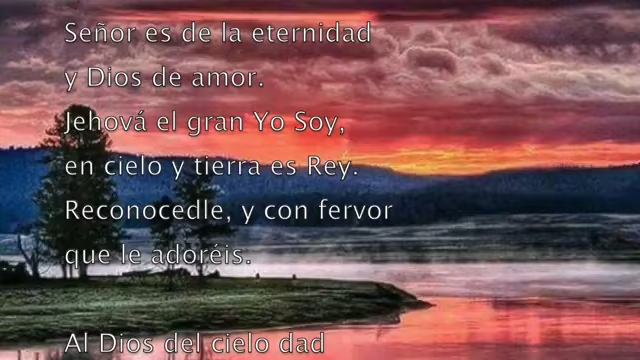 Señor es de la eternidad
y Dios de amor.
Jehová el gran Yo Soy,
en cielo y tierra es Rey.
Reconocedle, y con fervor
que le adoréis.
Al Dios del cielo dad